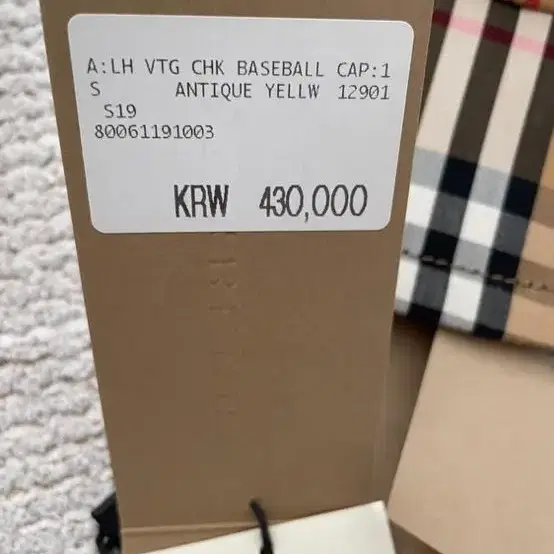 A:LH VTG CHK BASEBALL CAP:1
S ANTIQUE YELLW 12901
S19
80061191003
KRW 430,000